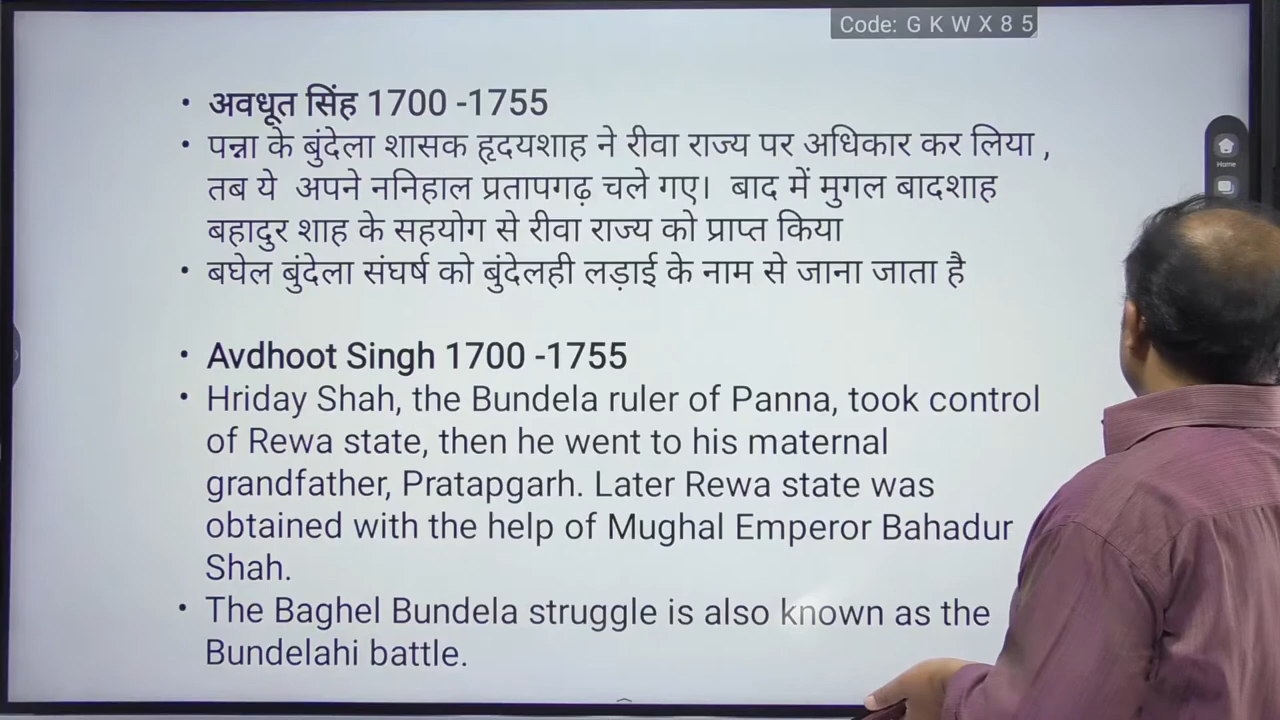 Code: G K W X 8 5
• अवधूत सिंह 1700 -1755
• पन्ना के बुंदेला शासक हृदयशाह ने रीवा राज्य पर अधिकार कर लिया ,
तब ये अपने ननिहाल प्रतापगढ़ चले गए। बाद में मुगल बादशाह
बहादुर शाह के सहयोग से रीवा राज्य को प्राप्त किया
• बघेल बुंदेला संघर्ष को बुंदेलही लड़ाई के नाम से जाना जाता है
• Avdhoot Singh 1700 -1755
• Hriday Shah, the Bundela ruler of Panna, took control
of Rewa state, then he went to his maternal
grandfather, Pratapgarh. Later Rewa state was
obtained with the help of Mughal Emperor Bahadur
Shah.
• The Baghel Bundela struggle is also known as the
Bundelahi battle.
Home